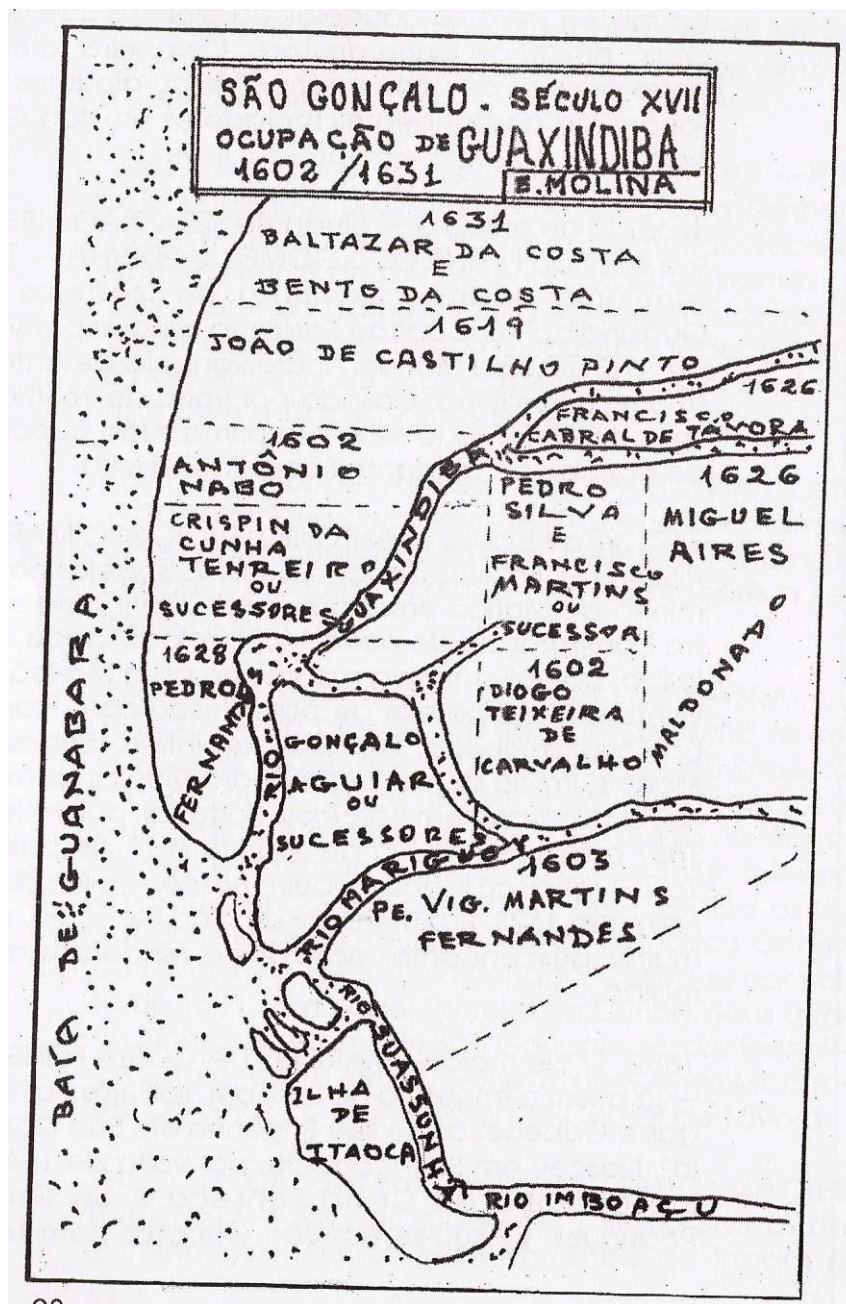 SÃO GONÇALO. SÉCULO XVII
OCUPAÇÃO DE GUAXINDIBA
1602/1631
E. MOLINA
1631
BALTAZAR DA COSTA
E
BENTO DA COSTA
1619
JOÃO DE CASTILHO PINTO
1626
FRANCISCO
CABRAL DE TAVORA
1602
ANTÔNIO
NABO
CRISPIN DA
CUNHA
TENREIRO
OU
SUCESSORES
RIO GUAXINDIBA
PEDRO
SILVA
E
FRANCISCO
MARTINS
OU
SUCESSOR
1626
MIGUEL
AIRES
MALDONADO
1628
PEDRO
FERNANDES
1602
DIOGO
TEIXEIRA
DE
CARVALHO
GONÇALO
AGUIAR
OU
SUCESSORES
RIO MARIGUOY
1603
PE. VIG. MARTINS
FERNANDES
BAÍA DE GUANABARA
RIO SUASSUNHÃ
ILHA
DE
ITAOCA
RIO IMBOAÇU